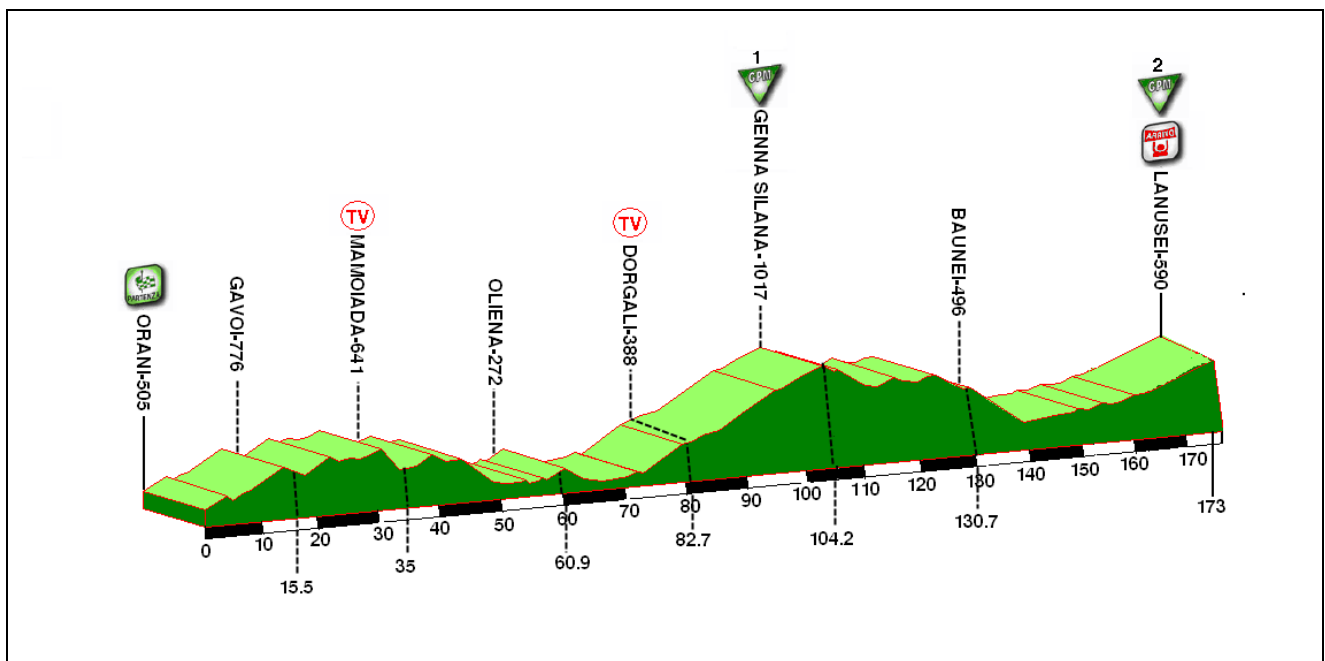 1
GPM
GENNA SILANA-1017
2
GPM
ARRIVO
LANUSEI-590
TV
MAMOIADA-641
TV
DORGALI-388
BAUNEI-496
PARTENZA
ORANI-505
GAVOI-776
OLIENA-272
0
10
20
30
40
50
60
70
80
90
100
110
120
130
140
150
160
170
15.5
35
60.9
82.7
104.2
130.7
173